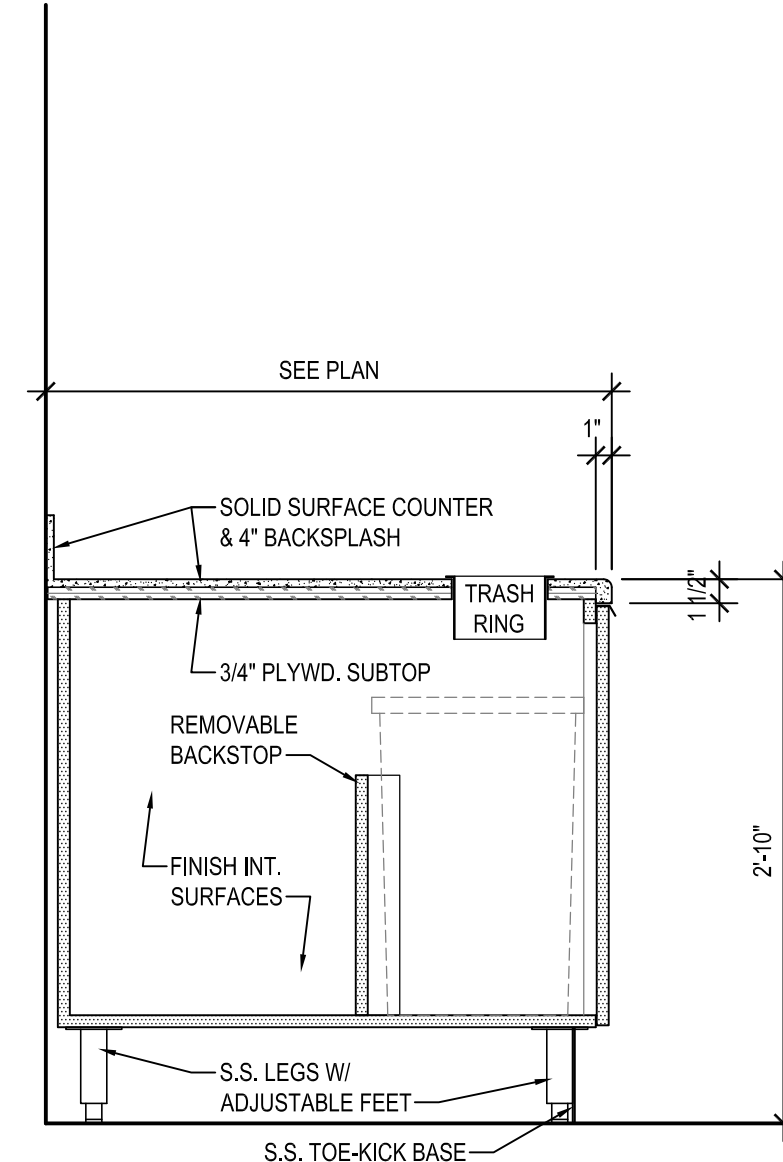 SEE PLAN
1"
SOLID SURFACE COUNTER
& 4" BACKSPLASH
TRASH
RING
1 1/2"
3/4" PLYWD. SUBTOP
REMOVABLE
BACKSTOP
2'-10"
FINISH INT.
SURFACES
S.S. LEGS W/
ADJUSTABLE FEET
S.S. TOE-KICK BASE